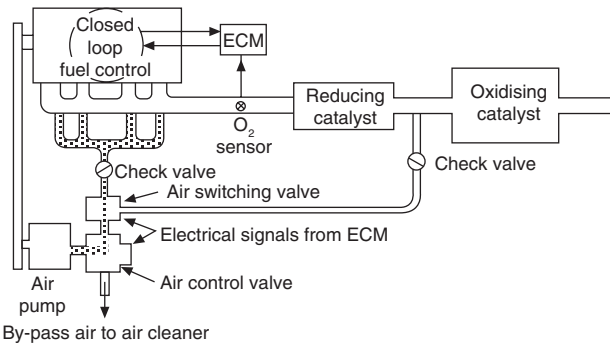 Closed
loop
fuel control
ECM
Reducing
catalyst
Oxidising
catalyst
O2
sensor
Check valve
Check valve
Air switching valve
Electrical signals from ECM
Air
pump
Air control valve
By-pass air to air cleaner